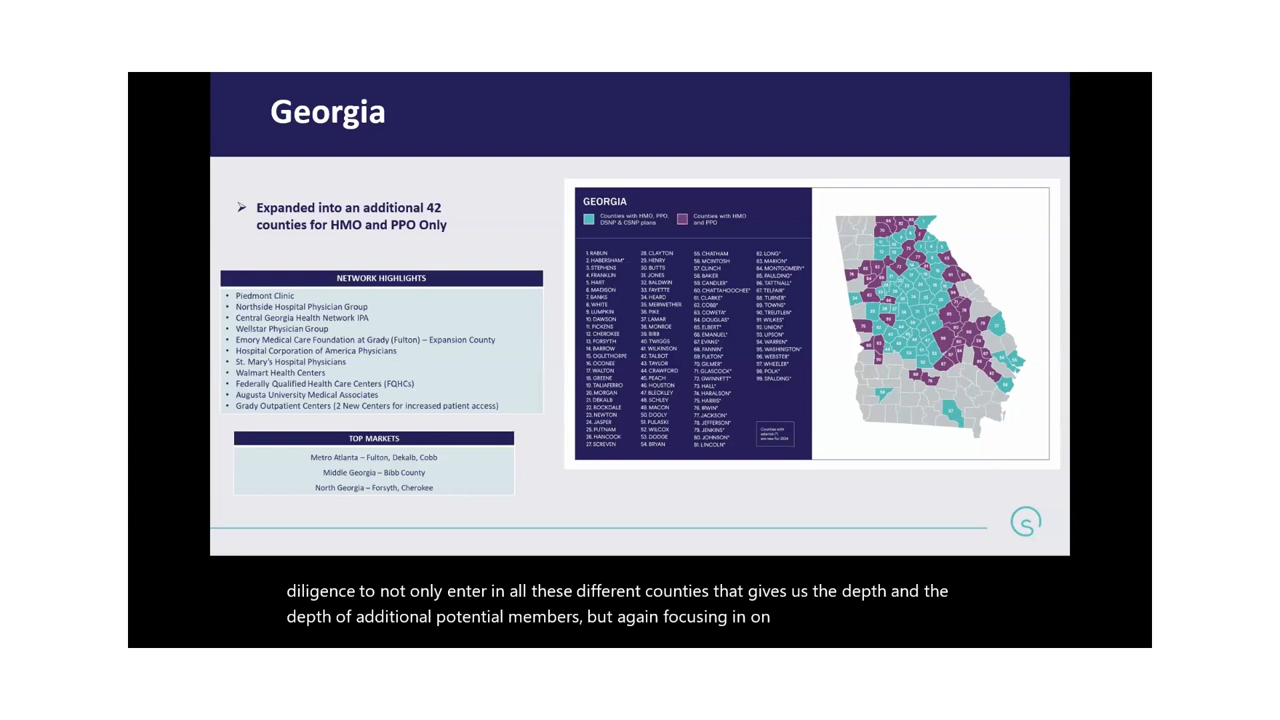 Georgia
➢ Expanded into an additional 42
counties for HMO and PPO Only
NETWORK HIGHLIGHTS
• Piedmont Clinic
• Northside Hospital Physician Group
• Central Georgia Health Network IPA
• Wellstar Physician Group
• Emory Medical Care Foundation at Grady (Fulton) – Expansion County
• Hospital Corporation of America Physicians
• St. Mary's Hospital Physicians
• Walmart Health Centers
• Federally Qualified Health Care Centers (FQHCs)
• Augusta University Medical Associates
• Grady Outpatient Centers (2 New Centers for increased patient access)
TOP MARKETS
Metro Atlanta – Fulton, Dekalb, Cobb
Middle Georgia – Bibb County
North Georgia – Forsyth, Cherokee
GEORGIA
Counties with HMO, PPO,
DSNP & CSNP plans
Counties with HMO
and PPO
1. RABUN
2. HABERSHAM*
3. STEPHENS
4. FRANKLIN
5. HART
6. MADISON
7. BANKS
8. WHITE
9. LUMPKIN
10. DAWSON
11. PICKENS
12. CHEROKEE
13. FORSYTH
14. BARROW
15. OGLETHORPE
16. OCONEE
17. WALTON
18. GREENE
19. TALIAFERRO
20. MORGAN
21. DEKALB
22. ROCKDALE
23. NEWTON
24. JASPER
25. PUTNAM
26. HANCOCK
27. SCREVEN
28. CLAYTON
29. HENRY
30. BUTTS
31. JONES
32. BALDWIN
33. FAYETTE
34. HEARD
35. MERIWETHER
36. PIKE
37. LAMAR
38. MONROE
39. BIBB
40. TWIGGS
41. WILKINSON
42. TALBOT
43. TAYLOR
44. CRAWFORD
45. PEACH
46. HOUSTON
47. BLECKLEY
48. SCHLEY
49. MACON
50. DOOLY
51. PULASKI
52. WILCOX
53. DODGE
54. BRYAN
55. CHATHAM
56. MCINTOSH
57. CLINCH
58. BAKER
59. CANDLER*
60. CHATTAHOOCHEE*
61. CLARKE*
62. COBB*
63. COWETA*
64. DOUGLAS*
65. ELBERT*
66. EMANUEL*
67. EVANS*
68. FANNIN*
69. FULTON*
70. GILMER*
71. GLASCOCK*
72. GWINNETT*
73. HALL*
74. HARALSON*
75. HARRIS*
76. IRWIN*
77. JACKSON*
78. JEFFERSON*
79. JENKINS*
80. JOHNSON*
81. LINCOLN*
82. LONG*
83. MARION*
84. MONTGOMERY*
85. PAULDING*
86. TATTNALL*
87. TELFAIR*
88. TURNER*
89. TOWNS*
90. TREUTLEN*
91. WILKES*
92. UNION*
93. UPSON*
94. WARREN*
95. WASHINGTON*
96. WEBSTER*
97. WHEELER*
98. POLK*
99. SPALDING*
Counties with
asterisk (*)
are new for 2024
diligence to not only enter in all these different counties that gives us the depth and the
depth of additional potential members, but again focusing in on